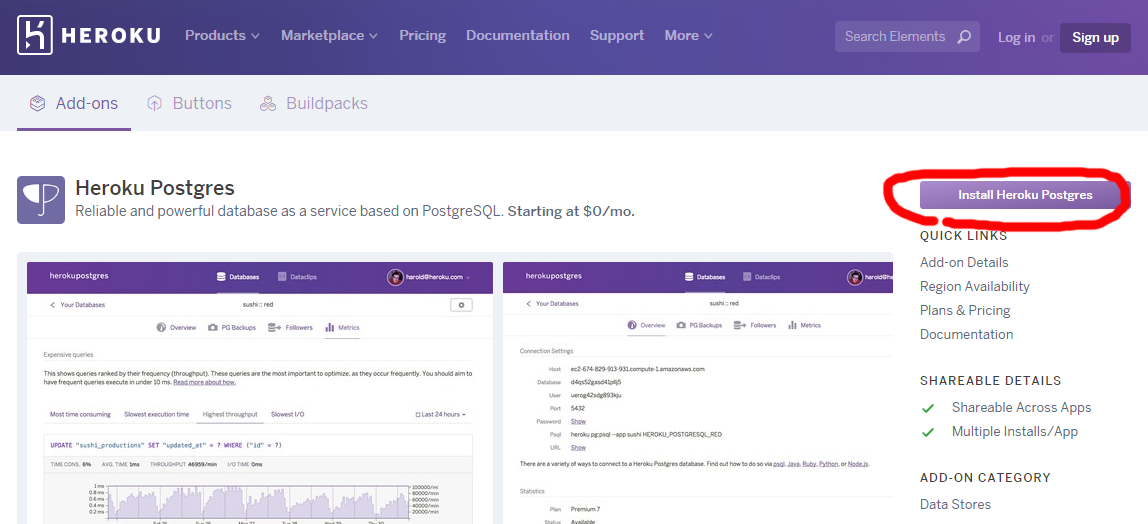 HEROKU Products Marketplace Pricing Documentation Support More Search Elements Log in or Sign up
Add-ons Buttons Buildpacks
Heroku Postgres
Reliable and powerful database as a service based on PostgreSQL. Starting at $0/mo.
Install Heroku Postgres
herokupostgres Databases Dataclips harold@heroku.com
Your Databases sushi :: red
Overview PG Backups Followers Metrics
Expensive queries
This shows queries ranked by their frequency (throughput). These queries are the most important to optimize, as they occur frequently. You should aim to
have frequent queries execute in under 10 ms. Read more about how.
Most time consuming Slowest execution time Highest throughput Slowest I/O Last 24 hours
UPDATE "sushi_productions" SET "updated_at" = ? WHERE ("id" = ?)
TIME CONS. 6% AVG. TIME 1ms THROUGHPUT 46959/min I/O TIME 0ms
1 ms 100000/mi
0.8 ms 80000/min
0.6 ms 60000/min
0.4 ms 40000/min
0.2 ms 20000/min
herokupostgres Databases Dataclips harold@he
Your Databases sushi :: red
Overview PG Backups Followers Metrics
Connection Settings
Host ec2-674-829-913-931.compute-1.amazonaws.com
Database
User uerog42sdg893kju
Port 5432
Password Show
Psql heroku pg:psql --app sushi HEROKU_POSTGRESQL_RED
URL Show
There are a variety of ways to connect to a Heroku Postgres database. Find out how to do so via psql, Java, Ruby, Python, or Node.js.
Statistics
Plan Premium 7
Status Available
QUICK LINKS
Add-on Details
Region Availability
Plans & Pricing
Documentation
SHAREABLE DETAILS
Shareable Across Apps
Multiple Installs/App
ADD-ON CATEGORY
Data Stores